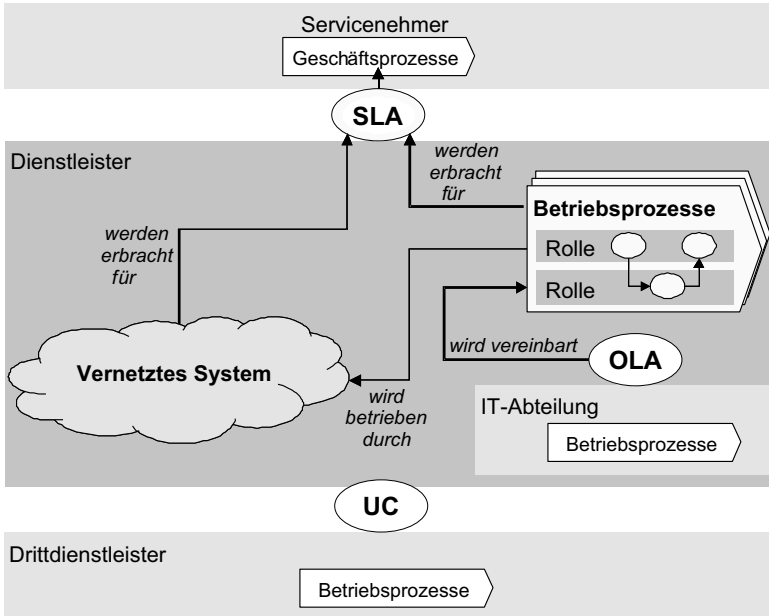 Servicenehmer
Geschäftsprozesse
SLA
Dienstleister
werden
erbracht
für
Betriebsprozesse
Rolle
Rolle
werden
erbracht
für
Vernetztes System
wird vereinbart
OLA
wird
betrieben
durch
IT-Abteilung
Betriebsprozesse
UC
Drittdienstleister
Betriebsprozesse